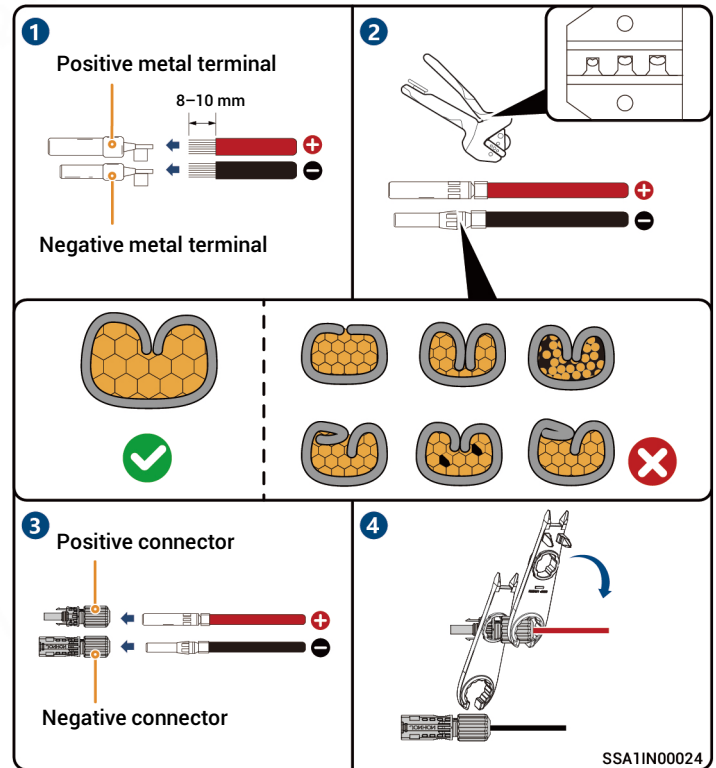 1
Positive metal terminal
8–10 mm
+
−
Negative metal terminal
2
+
−
3
Positive connector
+
−
Negative connector
4
SSA1IN00024